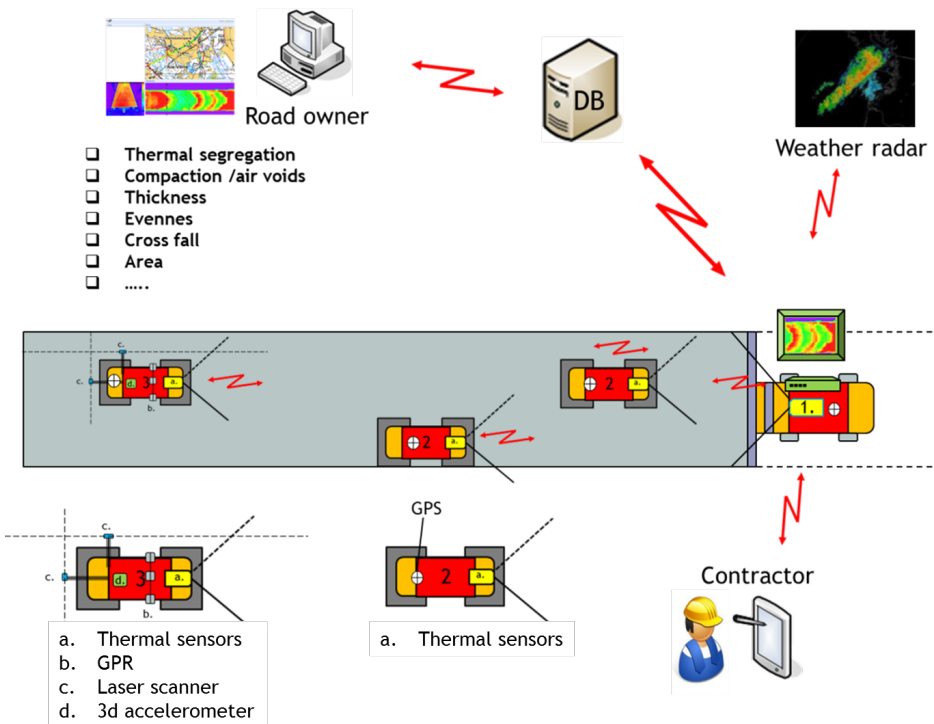 DB
Road owner
Weather radar
❑ Thermal segregation
❑ Compaction /air voids
❑ Thickness
❑ Evennes
❑ Cross fall
❑ Area
❑ .....
c.
c.
d.
3
a.
b.
2
a.
2
a.
1.
GPS
c.
c.
d.
3
a.
b.
2
a.
Contractor
a. Thermal sensors
b. GPR
c. Laser scanner
d. 3d accelerometer
a. Thermal sensors